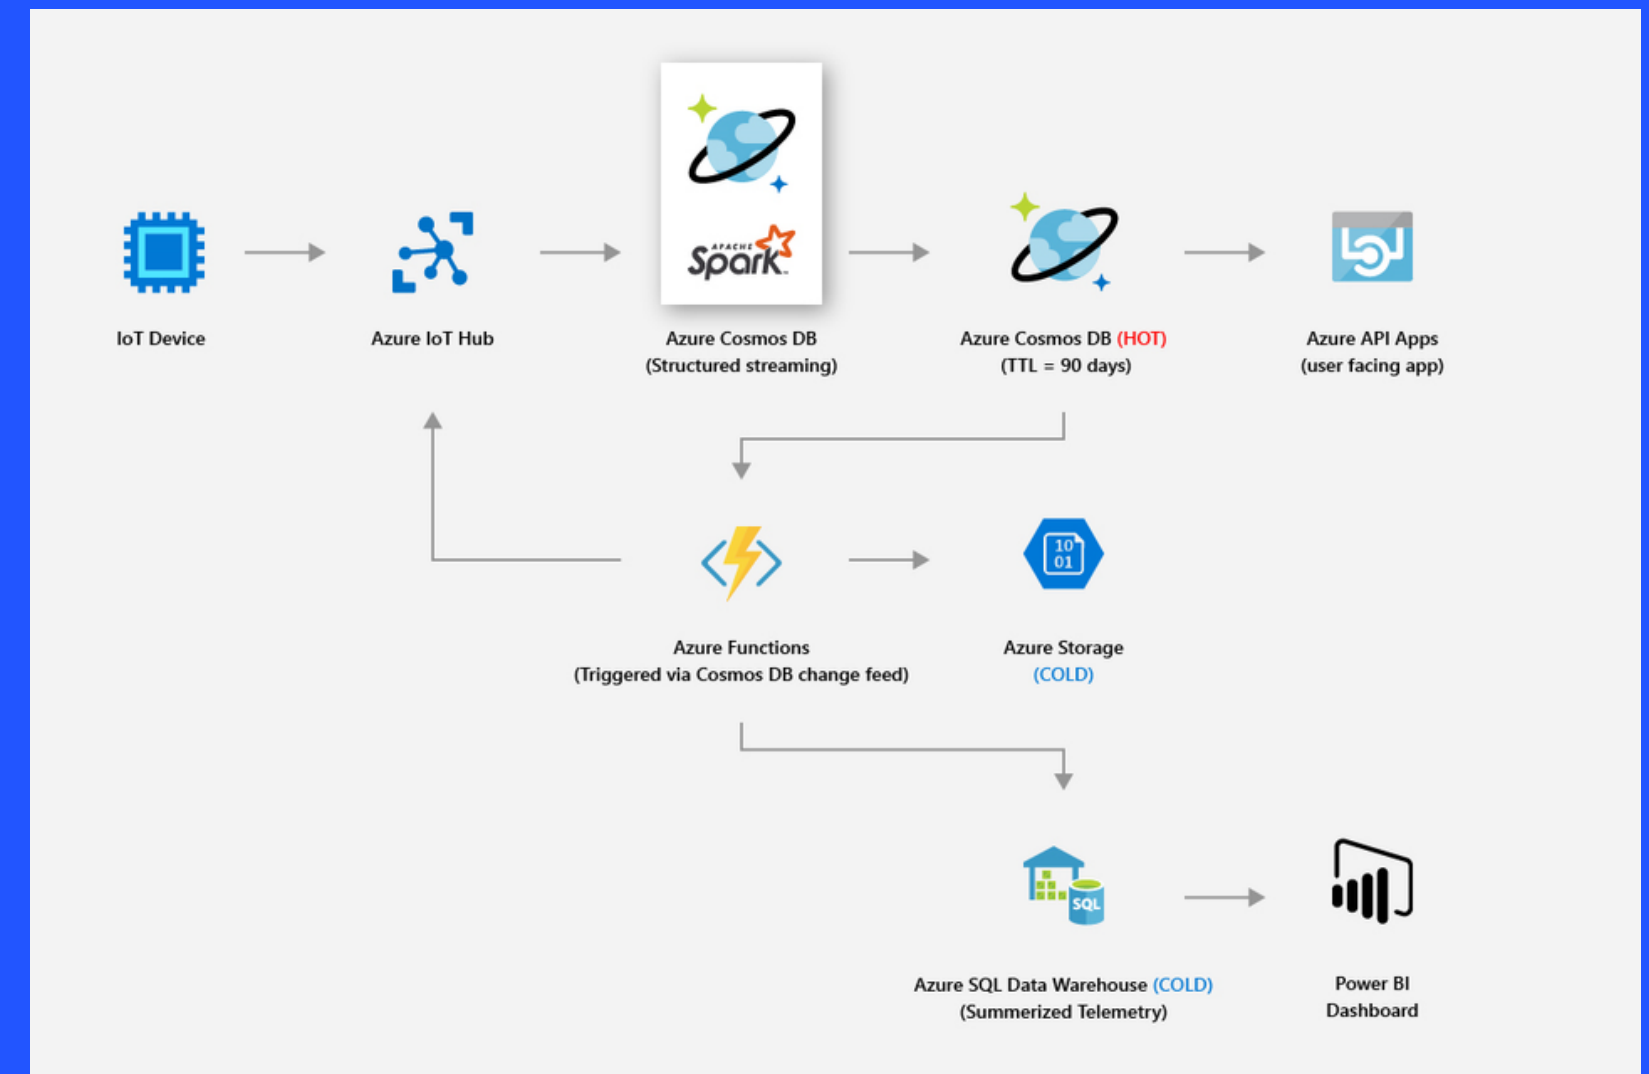 APACHE
Spark™
IoT Device
Azure IoT Hub
Azure Cosmos DB
(Structured streaming)
Azure Cosmos DB (HOT)
(TTL = 90 days)
Azure API Apps
(user facing app)
10
01
Azure Functions
(Triggered via Cosmos DB change feed)
Azure Storage
(COLD)
SQL
Azure SQL Data Warehouse (COLD)
(Summerized Telemetry)
Power BI
Dashboard